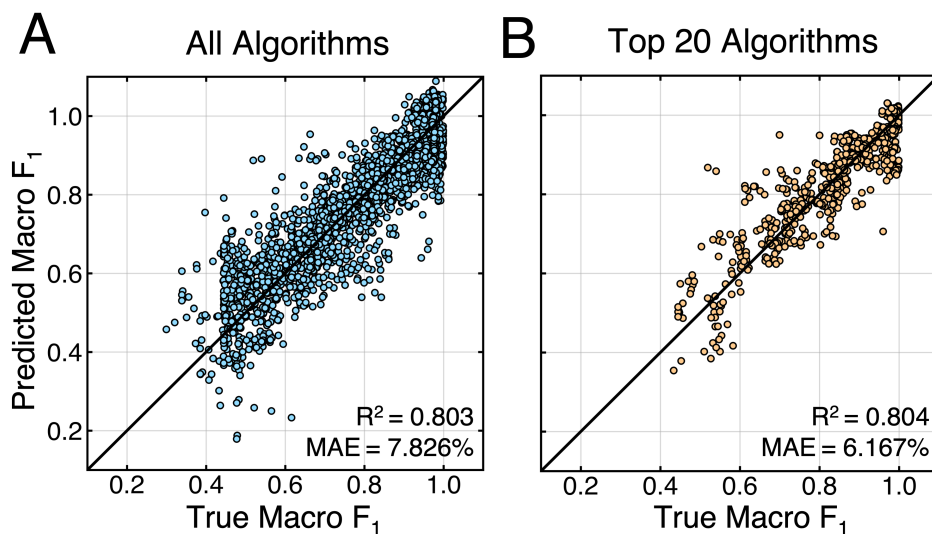 A
All Algorithms
Predicted Macro F₁
1.0
0.8
0.6
0.4
0.2
R² = 0.803
MAE = 7.826%
0.2 0.4 0.6 0.8 1.0
True Macro F₁
B
Top 20 Algorithms
R² = 0.804
MAE = 6.167%
0.2 0.4 0.6 0.8 1.0
True Macro F₁